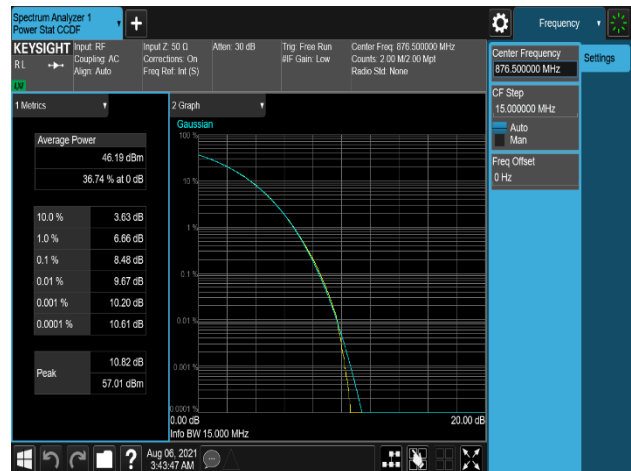 Spectrum Analyzer 1
Power Stat CCDF
Frequency
KEYSIGHT
RL
LXI
Input: RF
Coupling: AC
Align: Auto
Input Z: 50 Ω
Corrections: On
Freq Ref: Int (S)
Atten: 30 dB
Trig: Free Run
#IF Gain: Low
Center Freq: 876.500000 MHz
Counts: 2.00 M/2.00 Mpt
Radio Std: None
Center Frequency
876.500000 MHz
Settings
CF Step
15.000000 MHz
Auto
Man
Freq Offset
0 Hz
1 Metrics
Average Power
46.19 dBm
36.74 % at 0 dB
10.0 % 3.63 dB
1.0 % 6.66 dB
0.1 % 8.48 dB
0.01 % 9.67 dB
0.001 % 10.20 dB
0.0001 % 10.61 dB
Peak
10.82 dB
57.01 dBm
2 Graph
Gaussian
100 %
10 %
1 %
0.1 %
0.01 %
0.001 %
0.0001 %
0.00 dB
20.00 dB
Info BW 15.000 MHz
?
Aug 06, 2021
3:43:47 AM